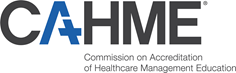 CAHME®
Commission on Accreditation
of Healthcare Management Education